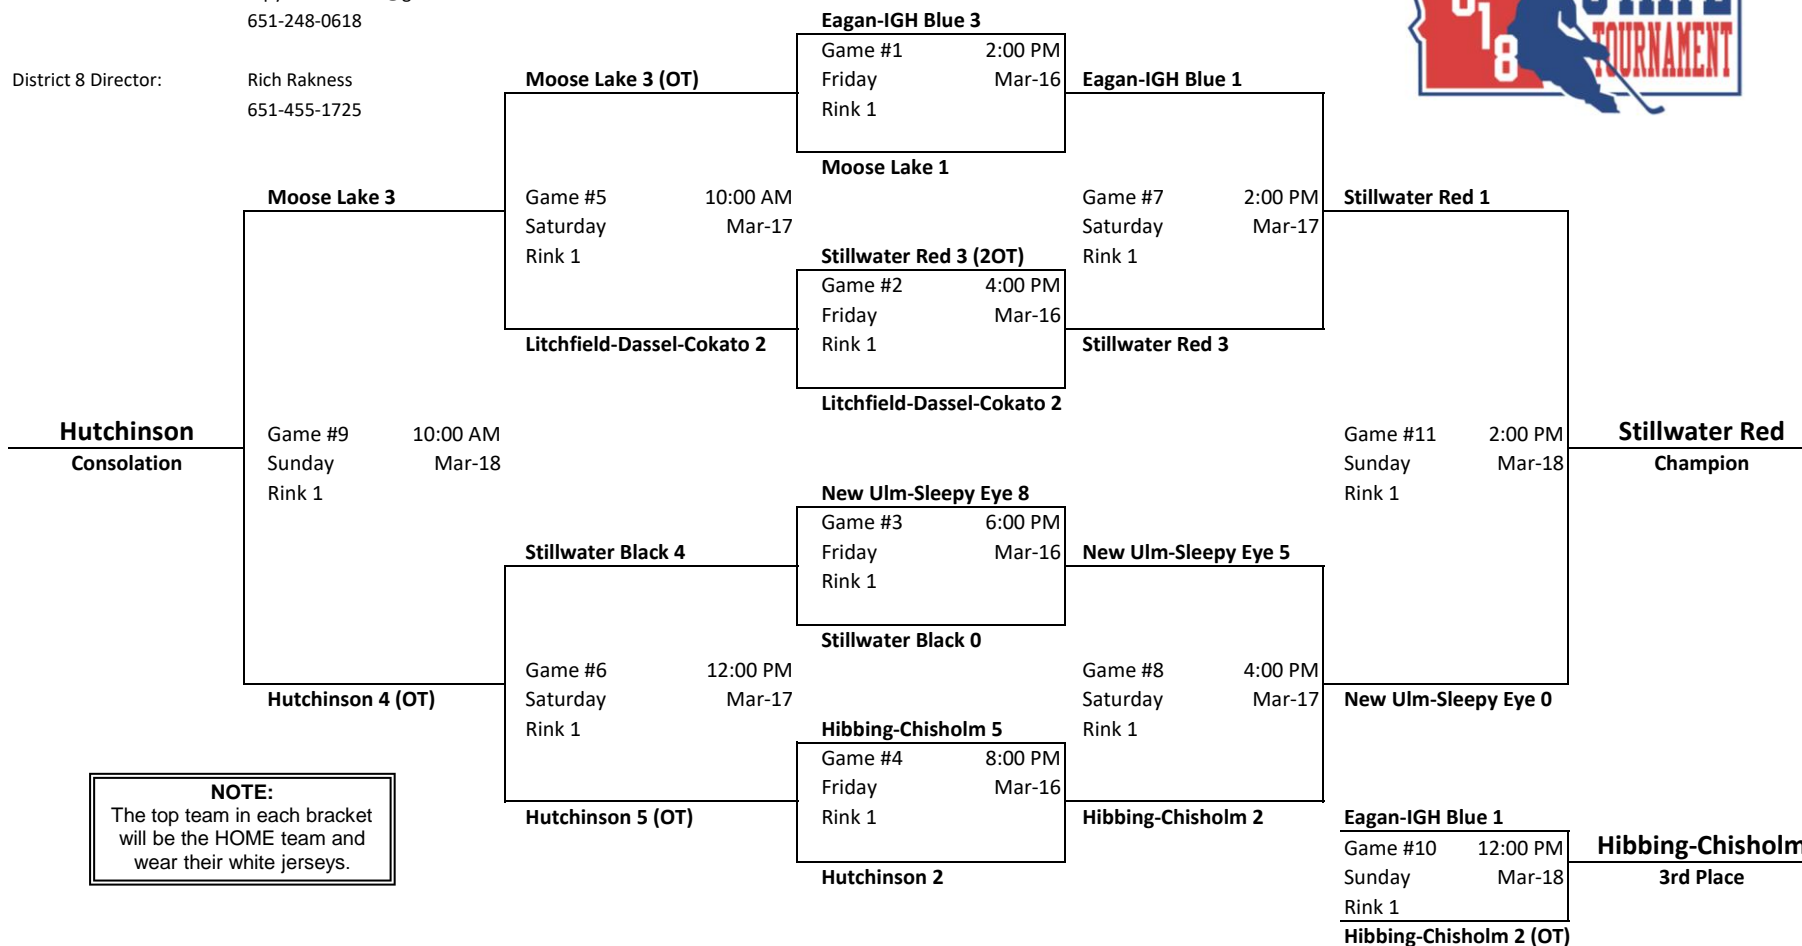 651-248-0618
District 8 Director: Rich Rakness
651-455-1725
18
TOURNAMENT
Eagan-IGH Blue 3
Game #1 2:00 PM
Friday Mar-16
Rink 1
Moose Lake 1
Moose Lake 3 (OT)
Eagan-IGH Blue 1
Moose Lake 3
Game #5 10:00 AM
Saturday Mar-17
Rink 1
Game #7 2:00 PM
Saturday Mar-17
Rink 1
Stillwater Red 1
Stillwater Red 3 (2OT)
Game #2 4:00 PM
Friday Mar-16
Rink 1
Litchfield-Dassel-Cokato 2
Litchfield-Dassel-Cokato 2
Stillwater Red 3
Hutchinson
Consolation
Game #9 10:00 AM
Sunday Mar-18
Rink 1
Game #11 2:00 PM
Sunday Mar-18
Rink 1
Stillwater Red
Champion
New Ulm-Sleepy Eye 8
Game #3 6:00 PM
Friday Mar-16
Rink 1
Stillwater Black 0
Stillwater Black 4
New Ulm-Sleepy Eye 5
Game #6 12:00 PM
Saturday Mar-17
Rink 1
Game #8 4:00 PM
Saturday Mar-17
Rink 1
Hutchinson 4 (OT)
New Ulm-Sleepy Eye 0
Hibbing-Chisholm 5
Game #4 8:00 PM
Friday Mar-16
Rink 1
Hutchinson 2
Hutchinson 5 (OT)
Hibbing-Chisholm 2
NOTE:
The top team in each bracket
will be the HOME team and
wear their white jerseys.
Eagan-IGH Blue 1
Game #10 12:00 PM
Sunday Mar-18
Rink 1
Hibbing-Chisholm 2 (OT)
Hibbing-Chisholm
3rd Place